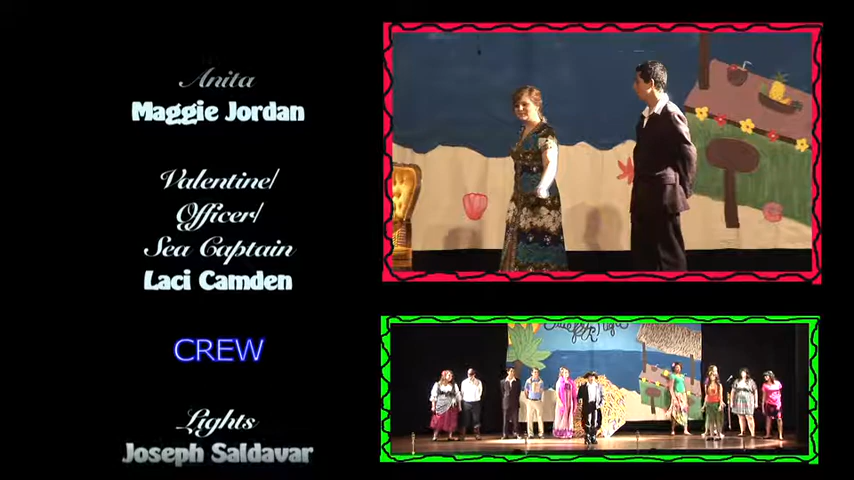 Anita
Maggie Jordan
Valentine/
Officer/
Sea Captain
Laci Camden
CREW
Lights
Joseph Saldavar